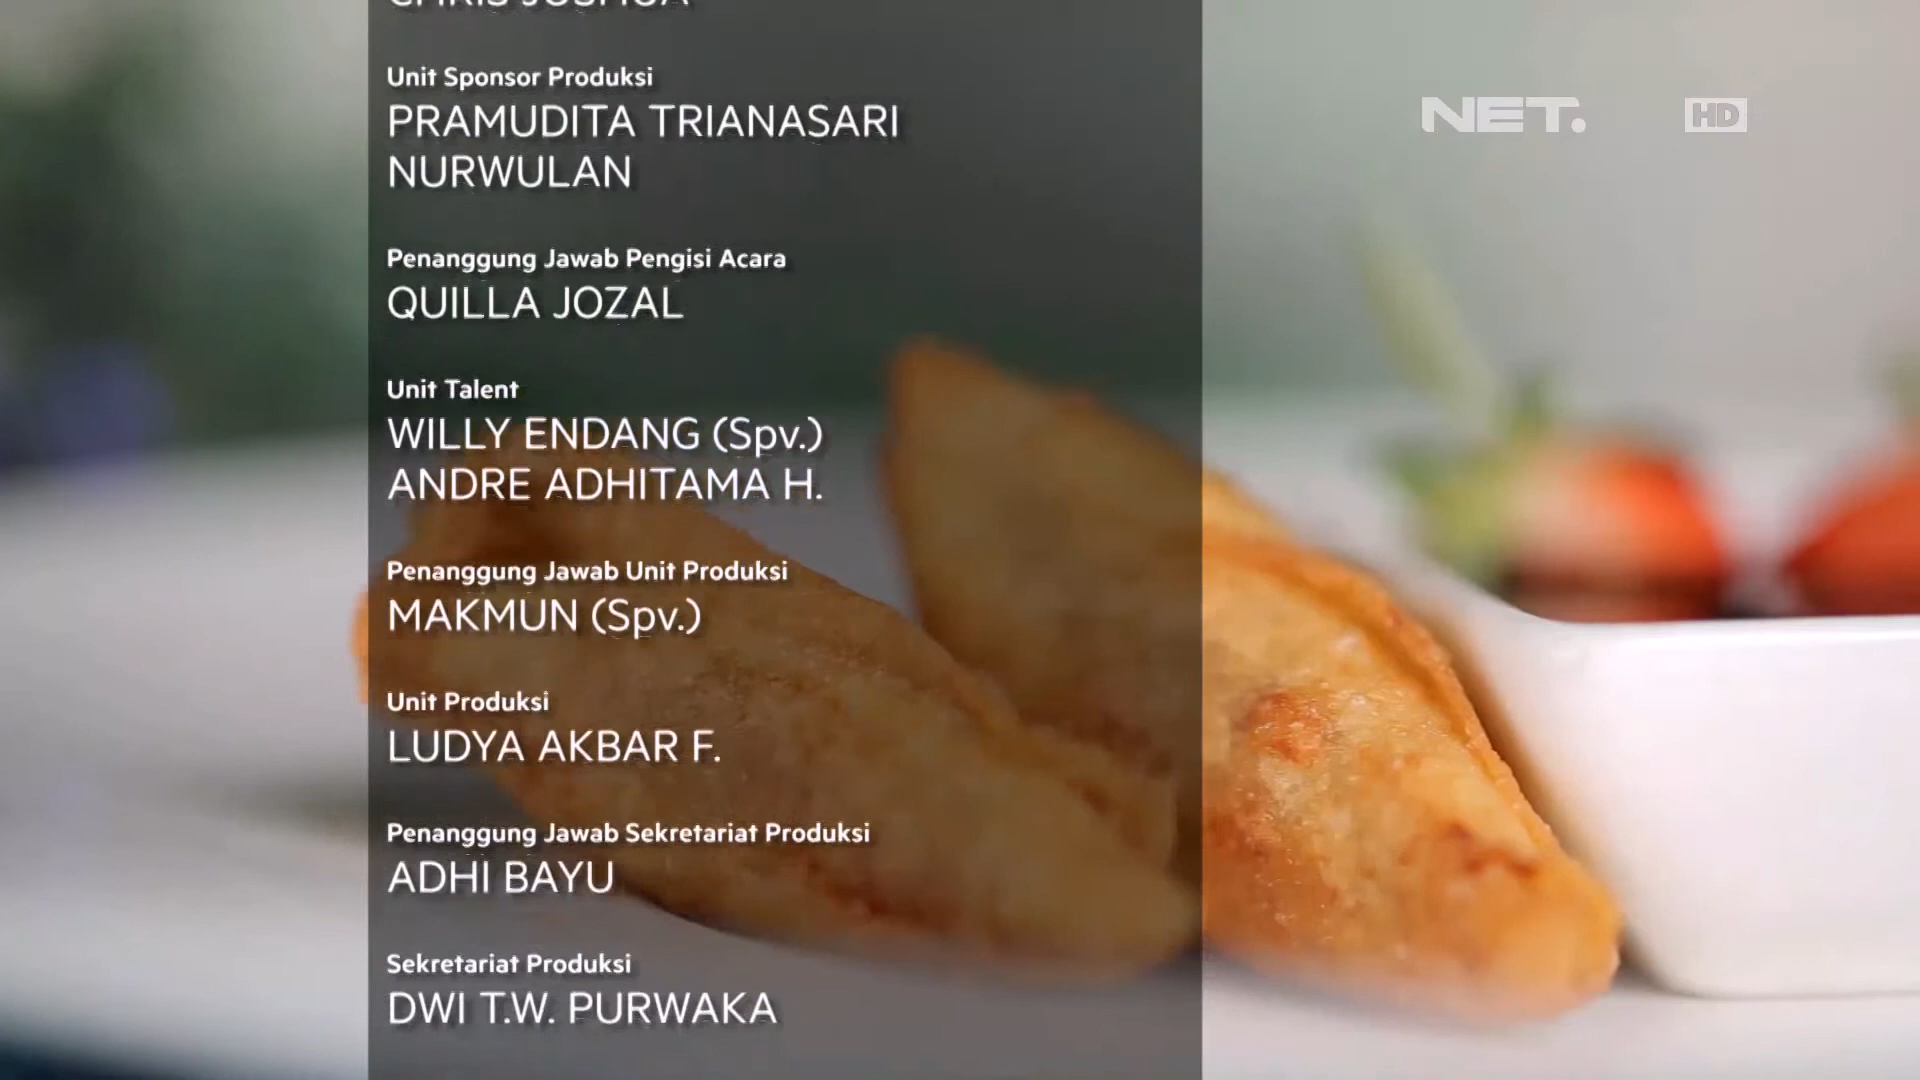 Unit Sponsor Produksi
PRAMUDITA TRIANASARI
NURWULAN
Penanggung Jawab Pengisi Acara
QUILLA JOZAL
Unit Talent
WILLY ENDANG (Spv.)
ANDRE ADHITAMA H.
Penanggung Jawab Unit Produksi
MAKMUN (Spv.)
Unit Produksi
LUDYA AKBAR F.
Penanggung Jawab Sekretariat Produksi
ADHI BAYU
Sekretariat Produksi
DWI T.W. PURWAKA
NET.
HD